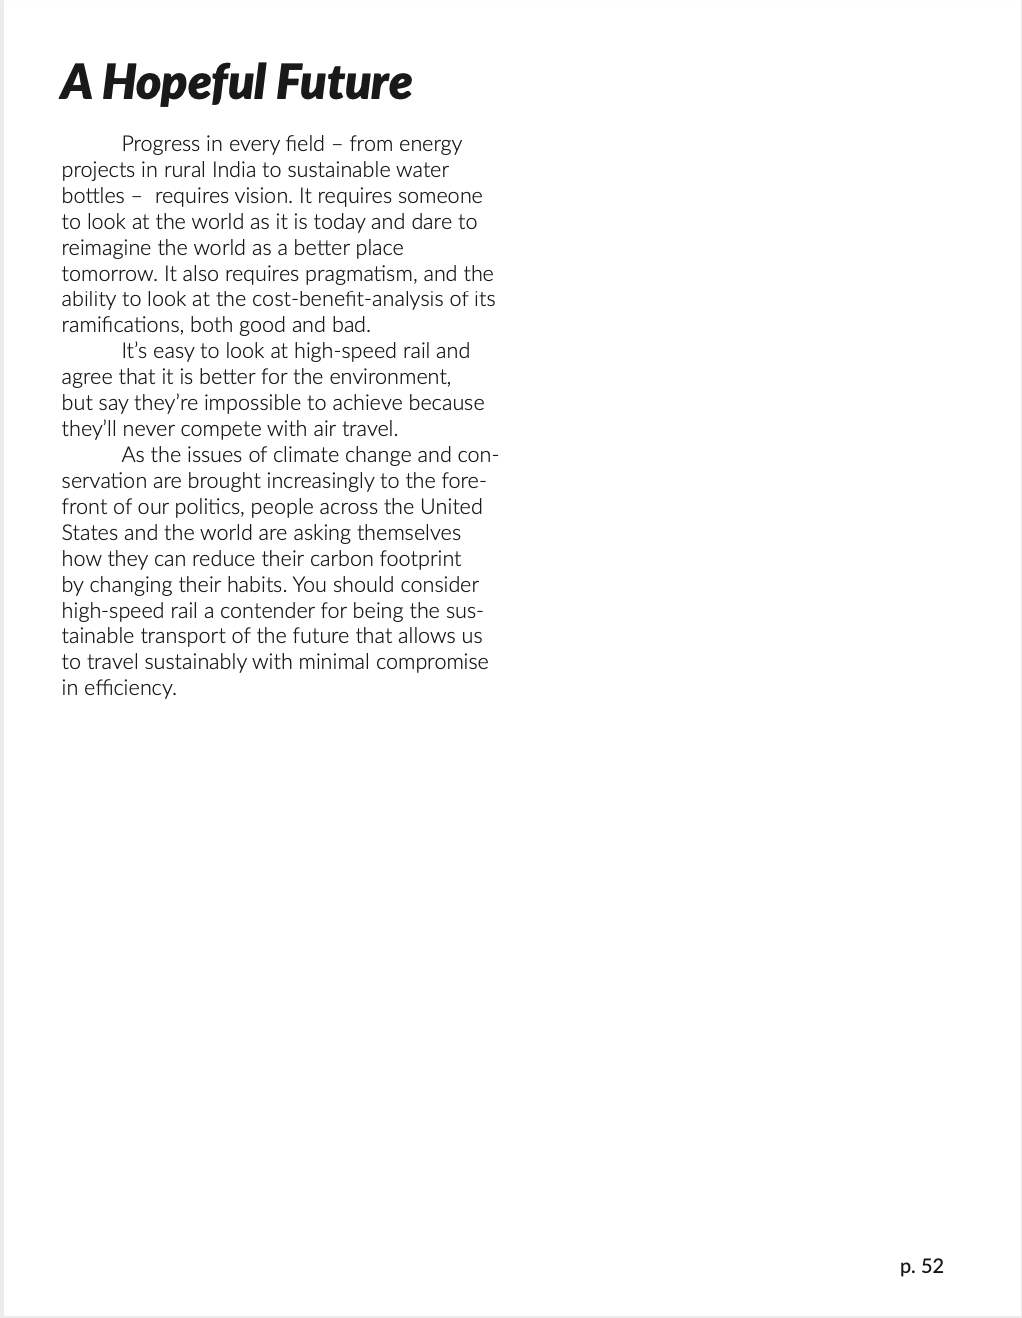 A Hopeful Future
Progress in every field – from energy
projects in rural India to sustainable water
bottles –  requires vision. It requires someone
to look at the world as it is today and dare to
reimagine the world as a better place
tomorrow. It also requires pragmatism, and the
ability to look at the cost-benefit-analysis of its
ramifications, both good and bad.
It’s easy to look at high-speed rail and
agree that it is better for the environment,
but say they’re impossible to achieve because
they’ll never compete with air travel.
As the issues of climate change and con-
servation are brought increasingly to the fore-
front of our politics, people across the United
States and the world are asking themselves
how they can reduce their carbon footprint
by changing their habits. You should consider
high-speed rail a contender for being the sus-
tainable transport of the future that allows us
to travel sustainably with minimal compromise
in efficiency.
p. 52